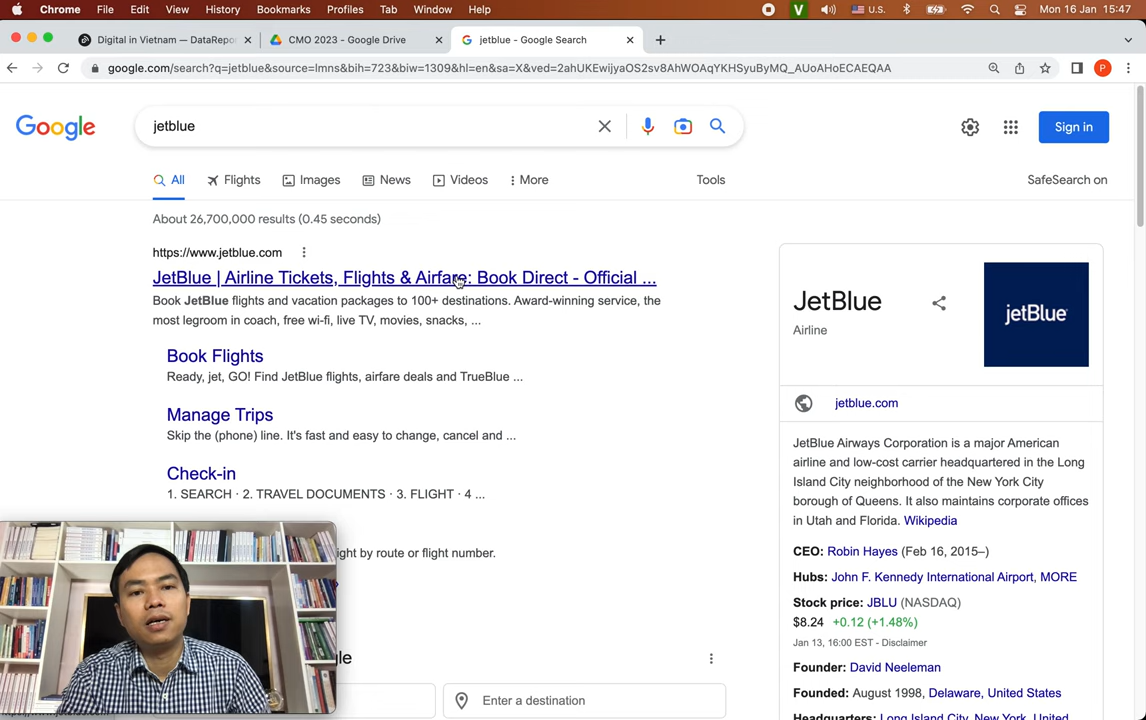 Chrome File Edit View History Bookmarks Profiles Tab Window Help V U.S. Mon 16 Jan 15:47
Digital in Vietnam — DataRepor CMO 2023 - Google Drive jetblue - Google Search
google.com/search?q=jetblue&source=lmns&bih=723&biw=1309&hl=en&sa=X&ved=2ahUKEwijyaOS2sv8AhWOAqYKHSyuByMQ_AUoAHoECAEQAA P
Google jetblue Sign in
All Flights Images News Videos More Tools SafeSearch on
About 26,700,000 results (0.45 seconds)
https://www.jetblue.com
JetBlue | Airline Tickets, Flights & Airfare: Book Direct - Official ...
Book JetBlue flights and vacation packages to 100+ destinations. Award-winning service, the
most legroom in coach, free wi-fi, live TV, movies, snacks, ...
Book Flights
Ready, jet, GO! Find JetBlue flights, airfare deals and TrueBlue ...
Manage Trips
Skip the (phone) line. It's fast and easy to change, cancel and ...
Check-in
1. SEARCH · 2. TRAVEL DOCUMENTS · 3. FLIGHT · 4 ...
ight by route or flight number.
gle
Enter a destination
JetBlue
Airline
jetBlue
jetblue.com
JetBlue Airways Corporation is a major American
airline and low-cost carrier headquartered in the Long
Island City neighborhood of the New York City
borough of Queens. It also maintains corporate offices
in Utah and Florida. Wikipedia
CEO: Robin Hayes (Feb 16, 2015–)
Hubs: John F. Kennedy International Airport, MORE
Stock price: JBLU (NASDAQ)
$8.24 +0.12 (+1.48%)
Jan 13, 16:00 EST - Disclaimer
Founder: David Neeleman
Founded: August 1998, Delaware, United States
Headquarters: Long Island City, New York, United